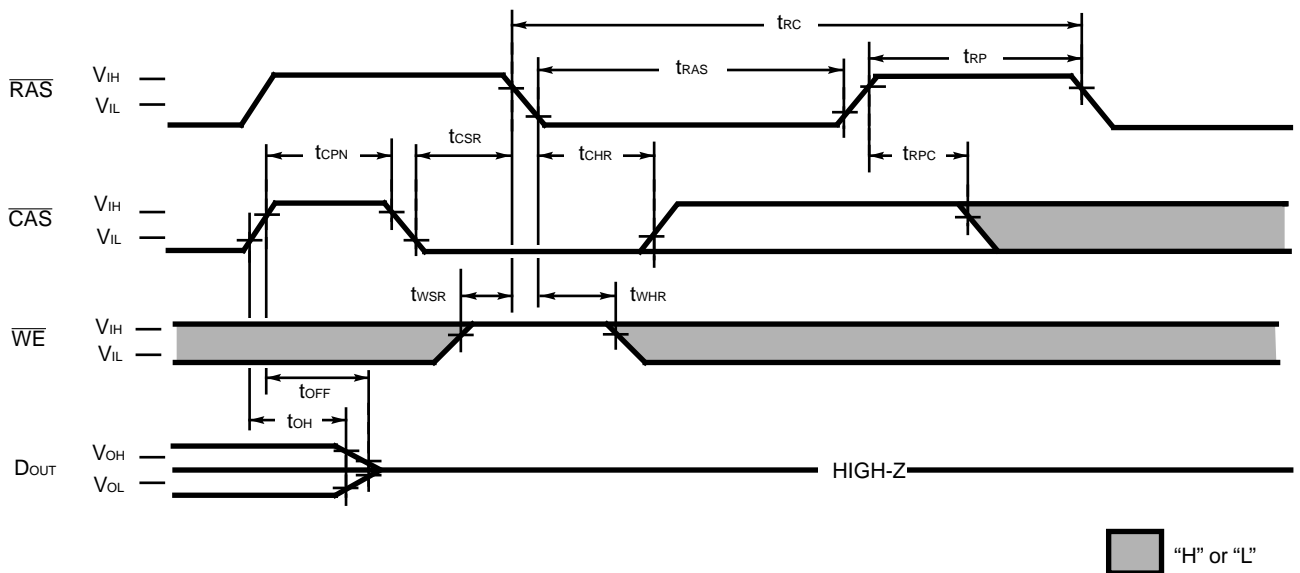 tRC
tRAS
tRP
RAS
VIH
VIL
tCSR
tCPN
tCHR
tRPC
CAS
VIH
VIL
tWSR
tWHR
WE
VIH
VIL
tOFF
tOH
DOUT
VOH
VOL
HIGH-Z
“H” or “L”